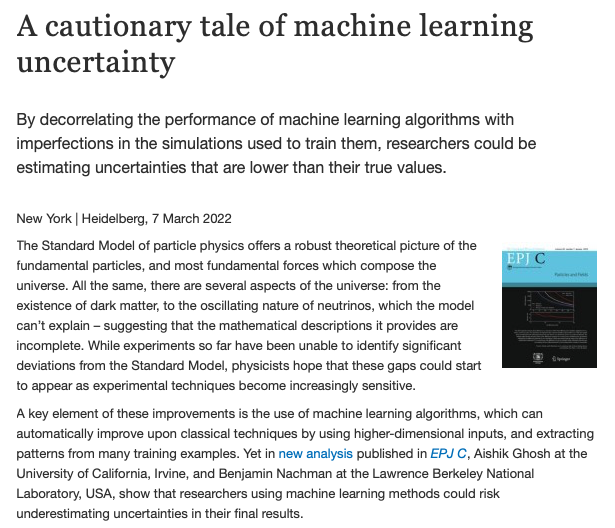 A cautionary tale of machine learning
uncertainty
By decorrelating the performance of machine learning algorithms with
imperfections in the simulations used to train them, researchers could be
estimating uncertainties that are lower than their true values.
New York | Heidelberg, 7 March 2022
The Standard Model of particle physics offers a robust theoretical picture of the
fundamental particles, and most fundamental forces which compose the
universe. All the same, there are several aspects of the universe: from the
existence of dark matter, to the oscillating nature of neutrinos, which the model
can’t explain – suggesting that the mathematical descriptions it provides are
incomplete. While experiments so far have been unable to identify significant
deviations from the Standard Model, physicists hope that these gaps could start
to appear as experimental techniques become increasingly sensitive.
EPJ C
Particles and Fields
Springer
A key element of these improvements is the use of machine learning algorithms, which can
automatically improve upon classical techniques by using higher-dimensional inputs, and extracting
patterns from many training examples. Yet in new analysis published in EPJ C, Aishik Ghosh at the
University of California, Irvine, and Benjamin Nachman at the Lawrence Berkeley National
Laboratory, USA, show that researchers using machine learning methods could risk
underestimating uncertainties in their final results.